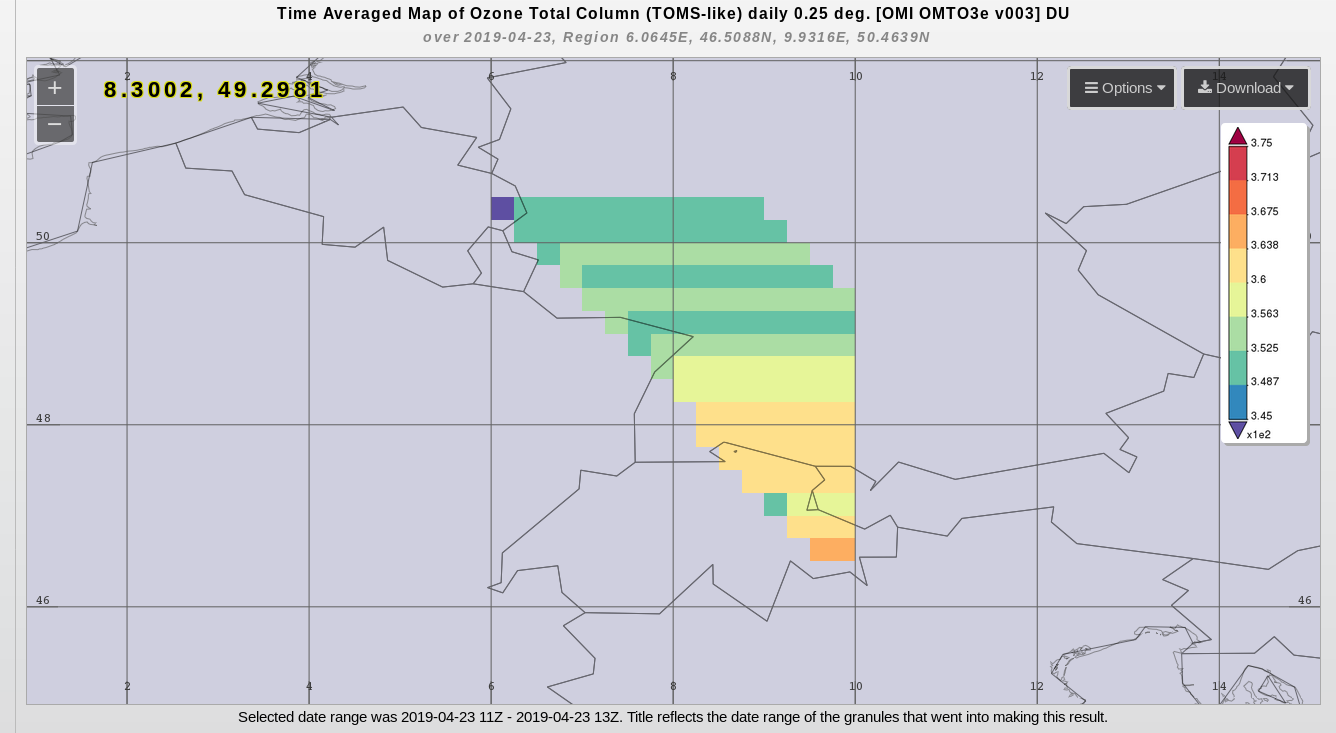 Time Averaged Map of Ozone Total Column (TOMS-like) daily 0.25 deg. [OMI OMTO3e v003] DU
over 2019-04-23, Region 6.0645E, 46.5088N, 9.9316E, 50.4639N
2 4 6 8 10 12 14
+
8.3002, 49.2981
Options
Download
−
3.75
3.713
3.675
3.638
3.6
3.563
3.525
3.487
3.45
x1e2
50
48
46 46
2 4 6 8 10 12 14
Selected date range was 2019-04-23 11Z - 2019-04-23 13Z. Title reflects the date range of the granules that went into making this result.